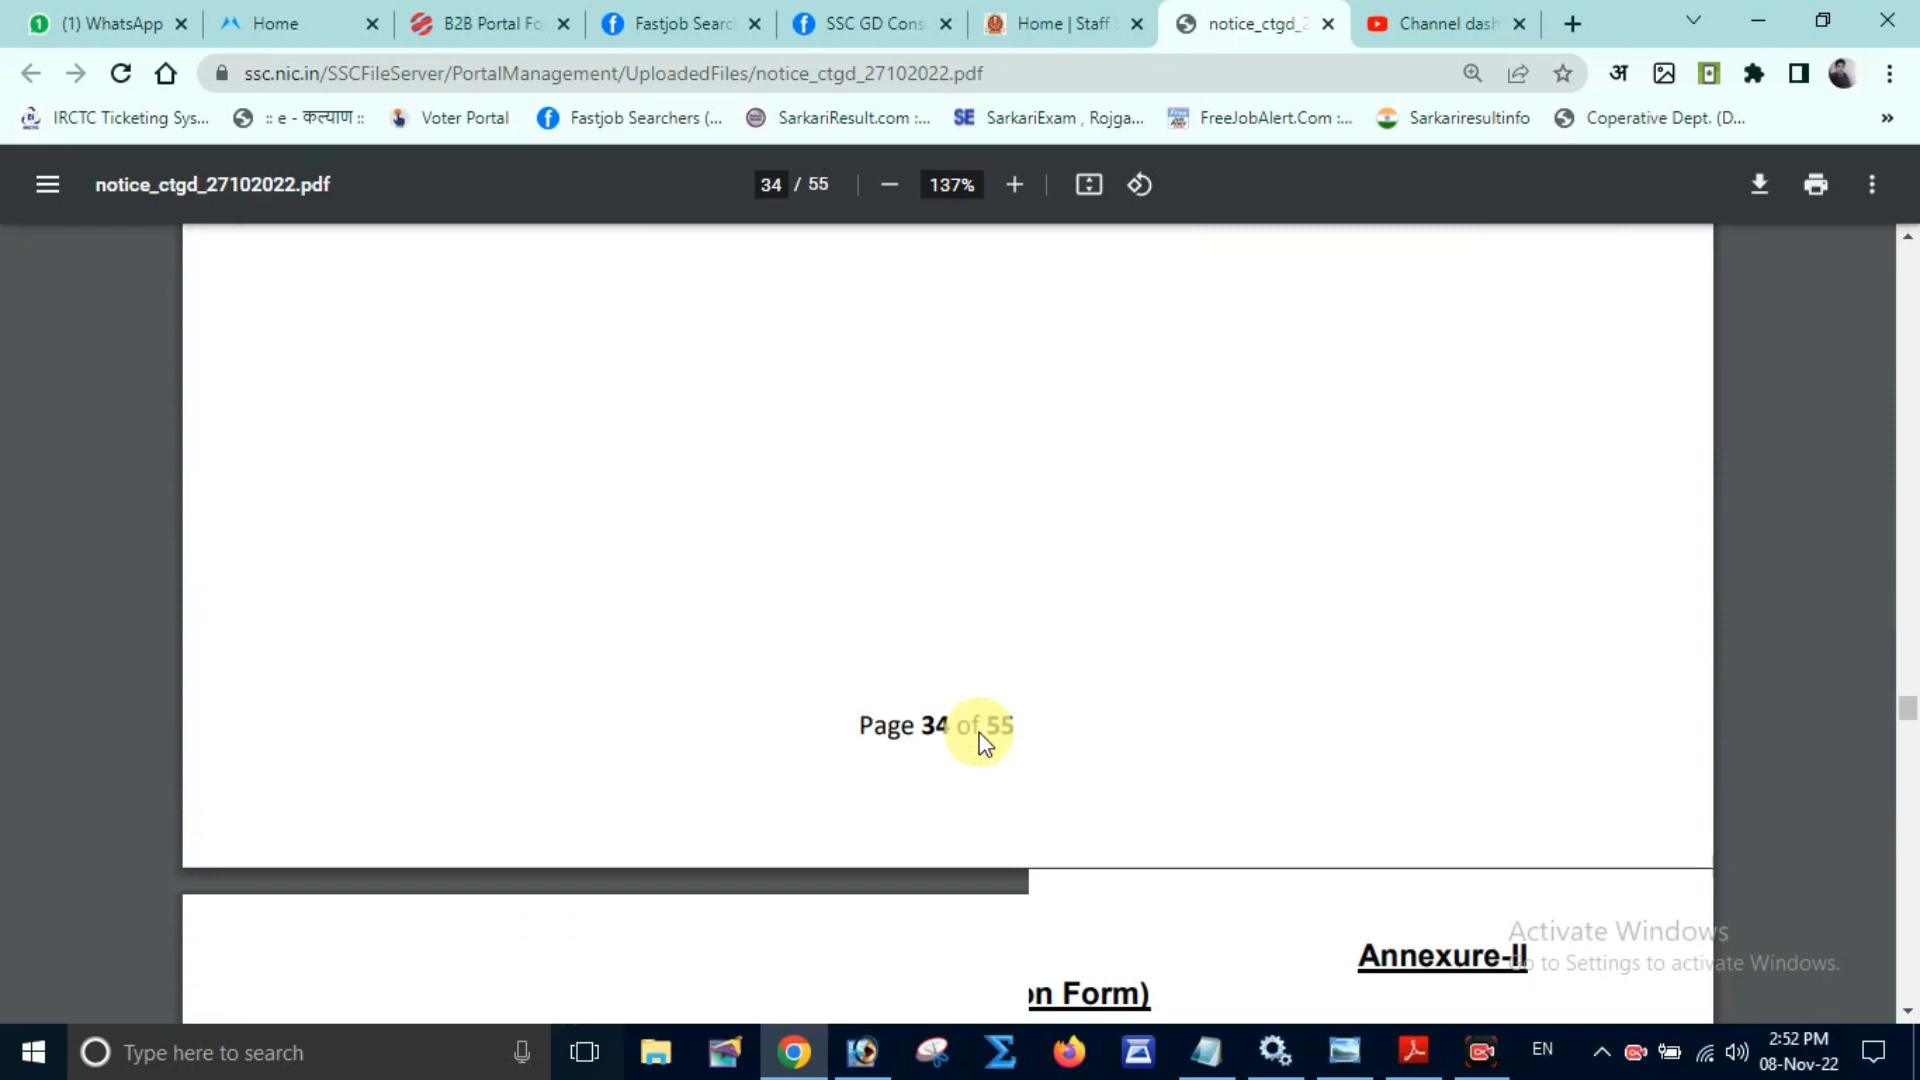 (1) WhatsApp
Home
B2B Portal Fo
Fastjob Searc
SSC GD Cons
Home | Staff
notice_ctgd_2
Channel dash
ssc.nic.in/SSCFileServer/PortalManagement/UploadedFiles/notice_ctgd_27102022.pdf
अ
IRCTC Ticketing Sys...
:: e - कल्याण ::
Voter Portal
Fastjob Searchers (...
SarkariResult.com :...
SE SarkariExam , Rojga...
FreeJobAlert.Com :...
Sarkariresultinfo
Coperative Dept. (D...
notice_ctgd_27102022.pdf
34 / 55
137%
Page 34 of 55
Annexure-II
on Form)
Activate Windows
Go to Settings to activate Windows.
Type here to search
EN
2:52 PM
08-Nov-22